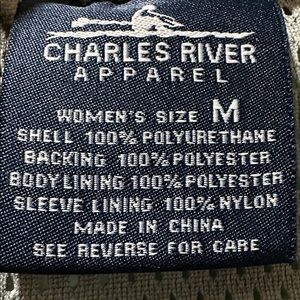 CHARLES RIVER
APPAREL
WOMEN'S SIZE M
SHELL 100% POLYURETHANE
BACKING 100% POLYESTER
BODY LINING 100% POLYESTER
SLEEVE LINING 100% NYLON
MADE IN CHINA
SEE REVERSE FOR CARE